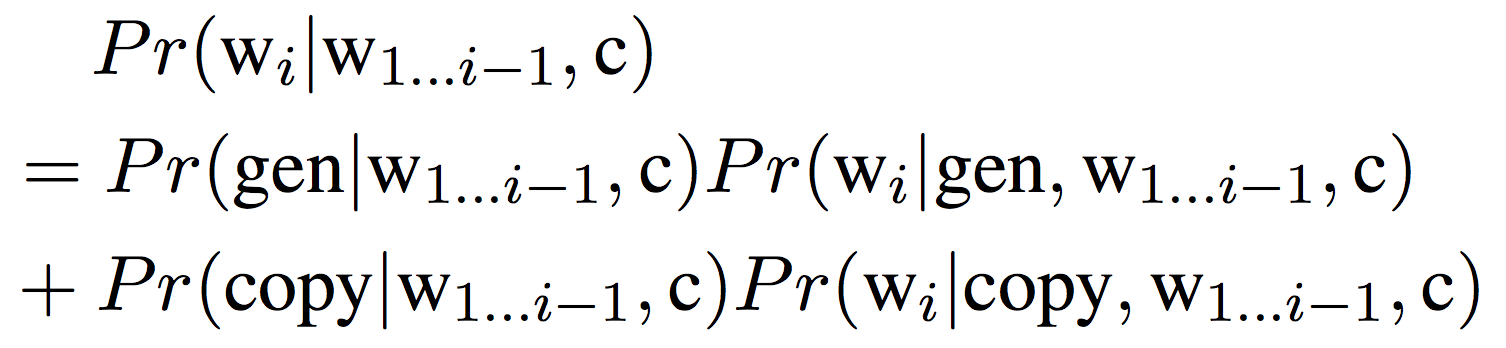 Pr(w_i|w_{1...i−1}, c)
= Pr(gen|w_{1...i−1}, c)Pr(w_i|gen, w_{1...i−1}, c)
+ Pr(copy|w_{1...i−1}, c)Pr(w_i|copy, w_{1...i−1}, c)